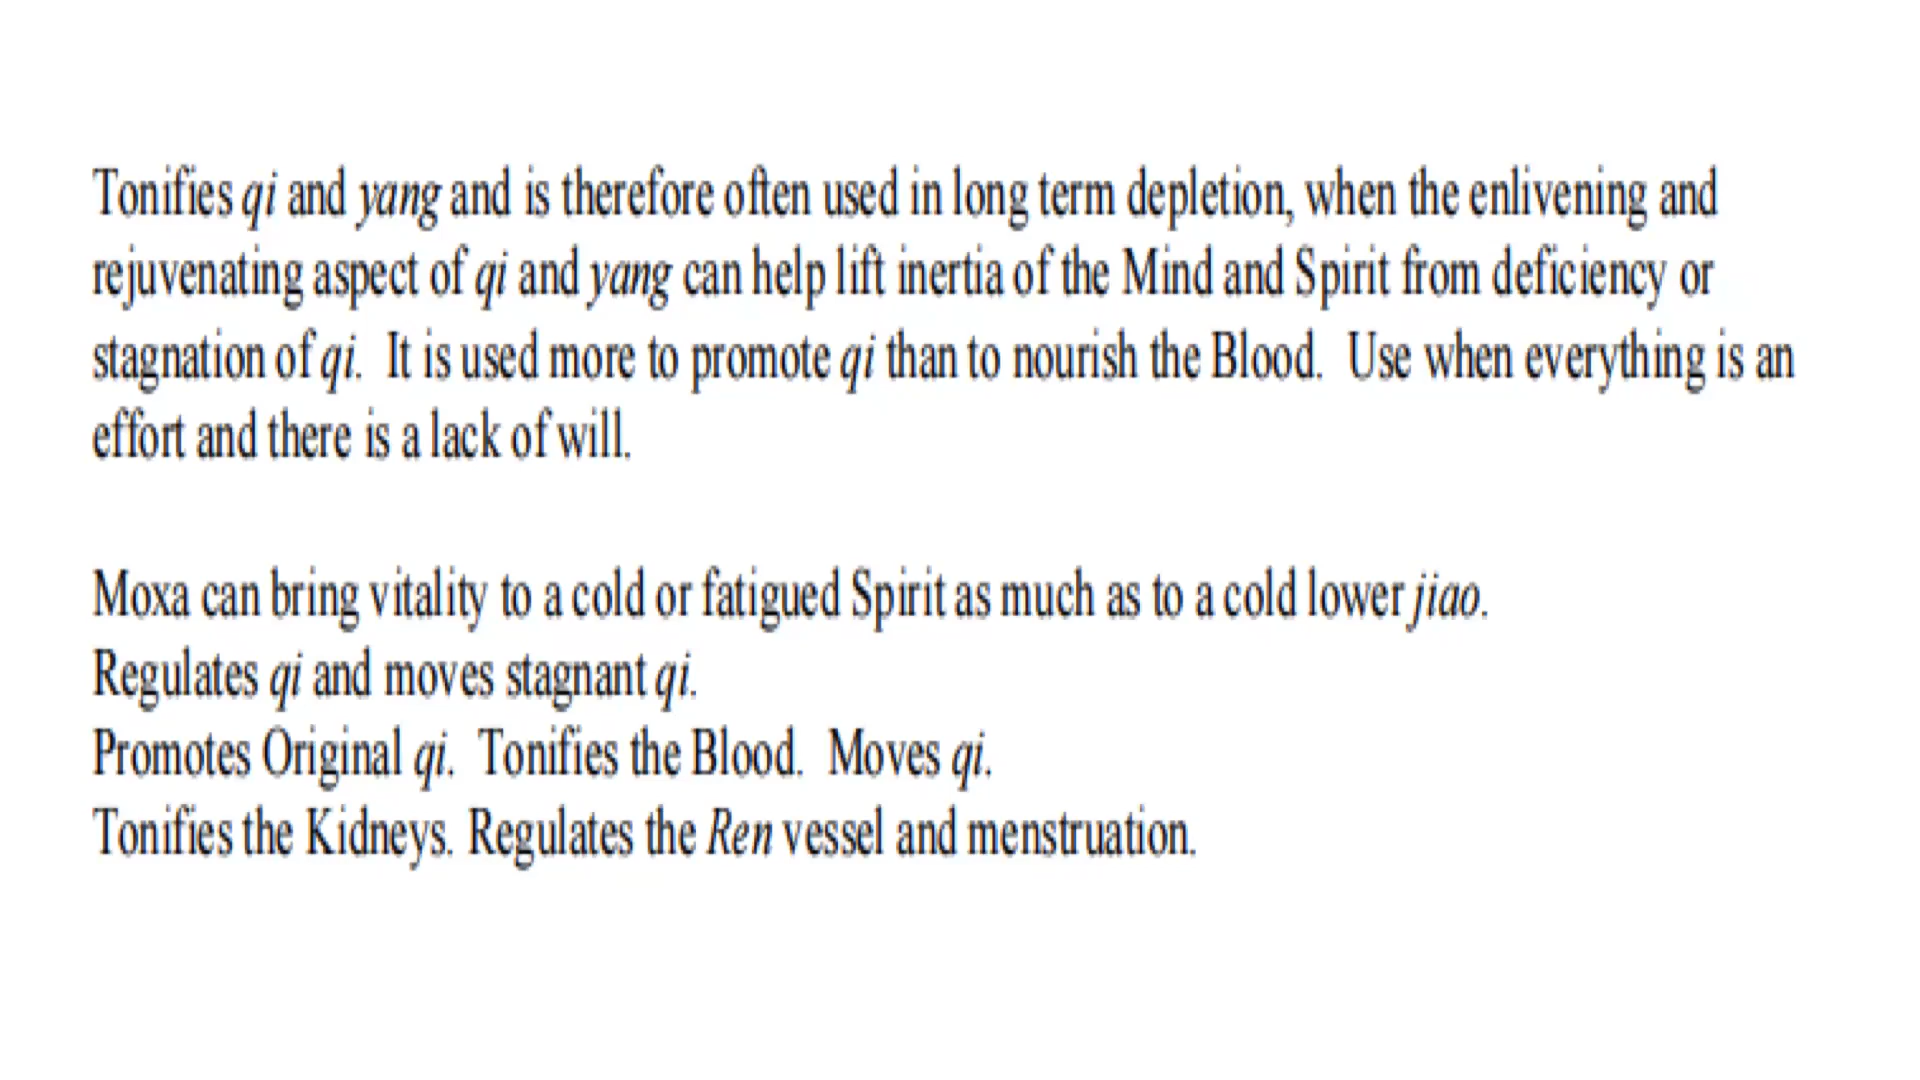 Tonifies qi and yang and is therefore often used in long term depletion, when the enlivening and
rejuvenating aspect of qi and yang can help lift inertia of the Mind and Spirit from deficiency or
stagnation of qi.  It is used more to promote qi than to nourish the Blood.  Use when everything is an
effort and there is a lack of will.
Moxa can bring vitality to a cold or fatigued Spirit as much as to a cold lower jiao.
Regulates qi and moves stagnant qi.
Promotes Original qi.  Tonifies the Blood.  Moves qi.
Tonifies the Kidneys. Regulates the Ren vessel and menstruation.